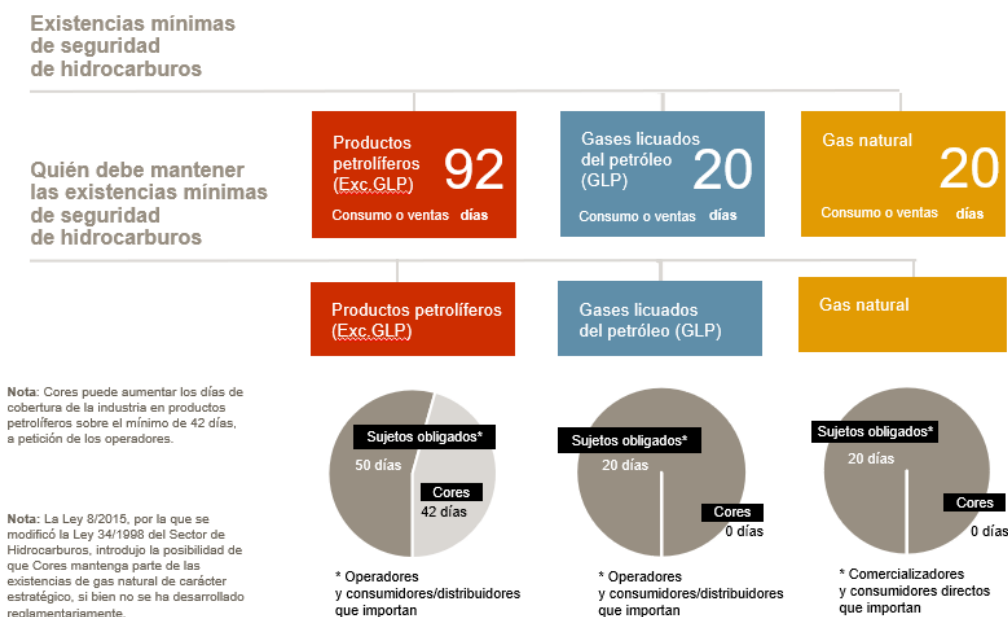 Existencias mínimas
de seguridad
de hidrocarburos
Productos
petrolíferos
(Exc.GLP)
92
Consumo o ventas días
Gases licuados
del petróleo
(GLP)
20
Consumo o ventas días
Gas natural
20
Consumo o ventas días
Quién debe mantener
las existencias mínimas
de seguridad
de hidrocarburos
Productos petrolíferos
(Exc.GLP)
Gases licuados
del petróleo (GLP)
Gas natural
Nota: Cores puede aumentar los días de
cobertura de la industria en productos
petrolíferos sobre el mínimo de 42 días,
a petición de los operadores.
Nota: La Ley 8/2015, por la que se
modificó la Ley 34/1998 del Sector de
Hidrocarburos, introdujo la posibilidad de
que Cores mantenga parte de las
existencias de gas natural de carácter
estratégico, si bien no se ha desarrollado
reglamentariamente.
Sujetos obligados*
50 días
Cores
42 días
* Operadores
y consumidores/distribuidores
que importan
Sujetos obligados*
20 días
Cores
0 días
* Operadores
y consumidores/distribuidores
que importan
Sujetos obligados*
20 días
Cores
0 días
* Comercializadores
y consumidores directos
que importan